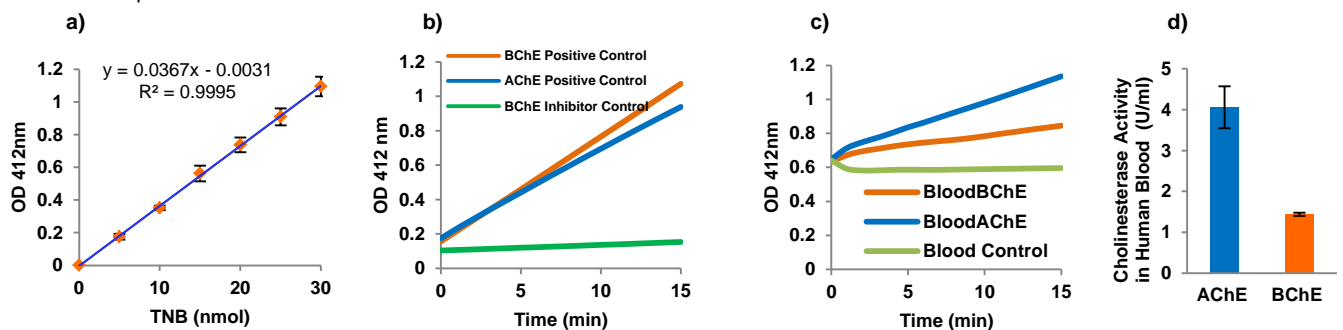 a)
y = 0.0367x - 0.0031
R² = 0.9995
OD 412nm
1.2
1
0.8
0.6
0.4
0.2
0
0
10
20
30
TNB (nmol)
b)
BChE Positive Control
AChE Positive Control
BChE Inhibitor Control
OD 412 nm
1.2
1
0.8
0.6
0.4
0.2
0
0
5
10
15
Time (min)
c)
OD 412nm
1.2
1
0.8
0.6
0.4
0.2
0
BloodBChE
BloodAChE
Blood Control
0
5
10
15
Time (min)
d)
Cholinesterase Activity
in Human Blood (U/ml)
5
4
3
2
1
0
AChE
BChE